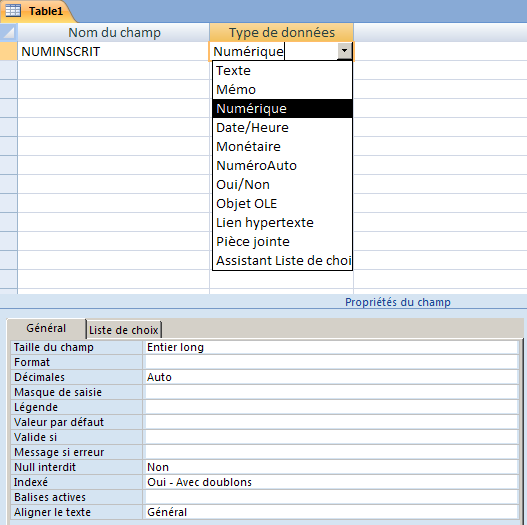 Table1
Nom du champ Type de données
NUMINSCRIT Numérique
Texte
Mémo
Numérique
Date/Heure
Monétaire
NuméroAuto
Oui/Non
Objet OLE
Lien hypertexte
Pièce jointe
Assistant Liste de choi
Propriétés du champ
Général Liste de choix
Taille du champ Entier long
Format
Décimales Auto
Masque de saisie
Légende
Valeur par défaut
Valide si
Message si erreur
Null interdit Non
Indexé Oui - Avec doublons
Balises actives
Aligner le texte Général